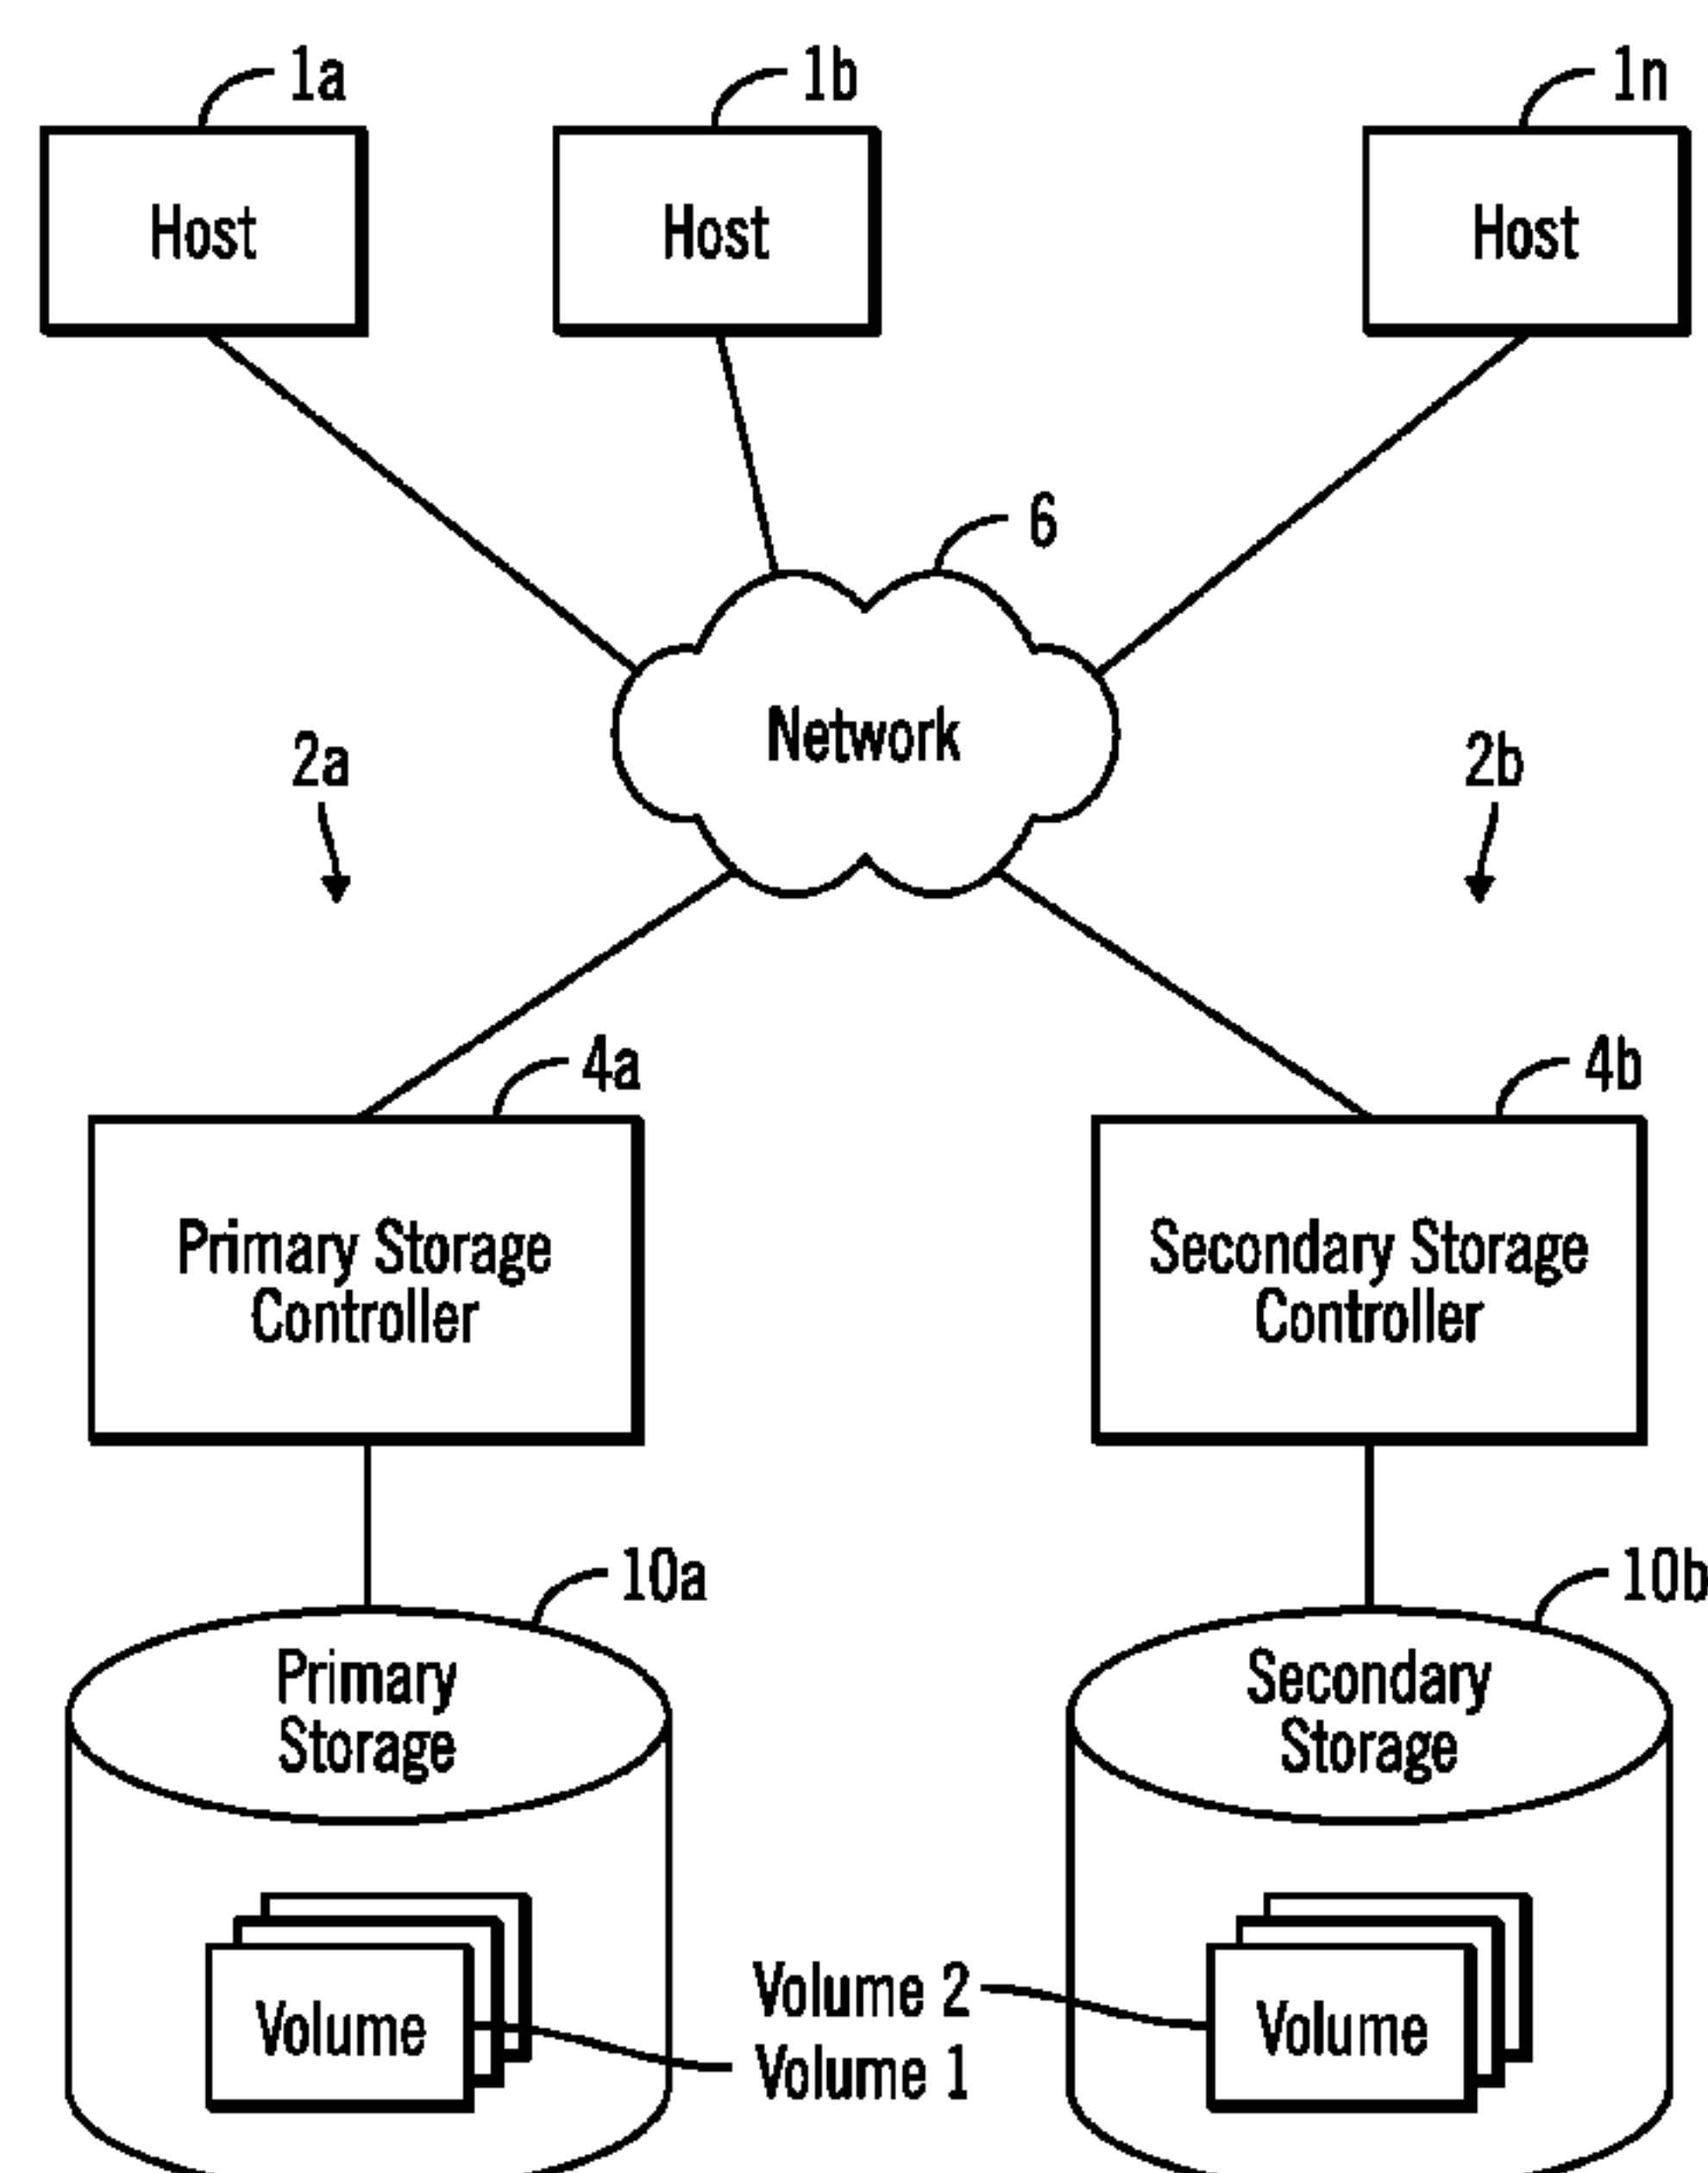 1a
1b
1n
Host
Host
Host
6
Network
2a
2b
4a
4b
Primary Storage
Controller
Secondary Storage
Controller
10a
10b
Primary
Storage
Secondary
Storage
Volume
Volume 2
Volume 1
Volume